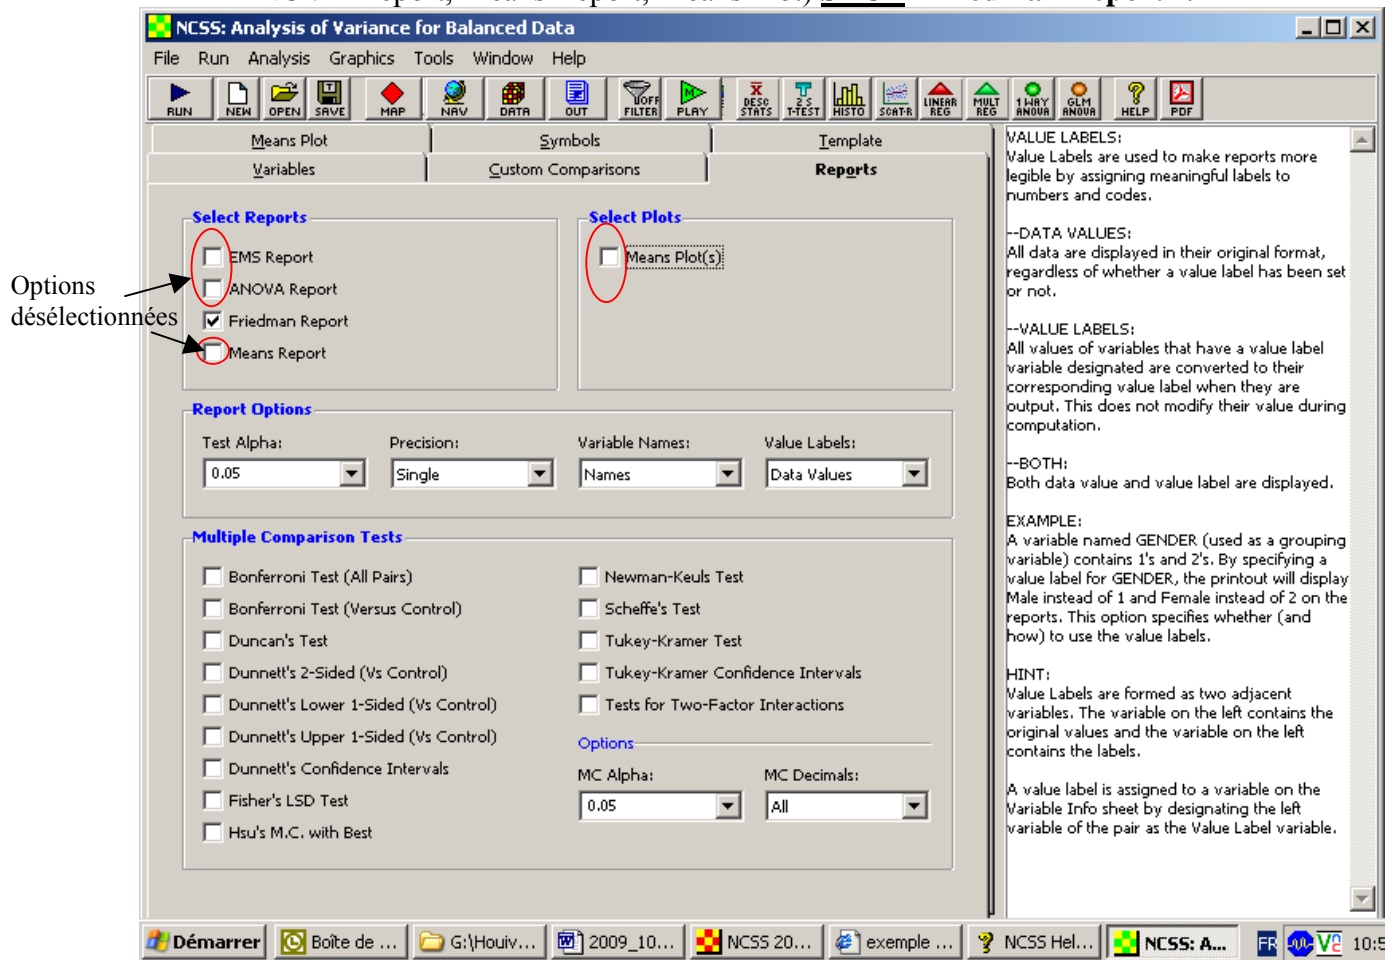 NCSS: Analysis of Variance for Balanced Data
File Run Analysis Graphics Tools Window Help
RUN NEW OPEN SAVE MAP NAV DATA OUT OFF FILTER PLAY DESC STATS 2 S T-TEST HISTO SCAT-R LINEAR REG MULT REG 1 WAY ANOVA GLM ANOVA HELP PDF
Means Plot Symbols Template
Variables Custom Comparisons Reports
Select Reports
EMS Report
ANOVA Report
Friedman Report
Means Report
Options
désélectionnées
Select Plots
Means Plot(s)
Report Options
Test Alpha: Precision: Variable Names: Value Labels:
0.05 Single Names Data Values
Multiple Comparison Tests
Bonferroni Test (All Pairs)
Bonferroni Test (Versus Control)
Duncan's Test
Dunnett's 2-Sided (Vs Control)
Dunnett's Lower 1-Sided (Vs Control)
Dunnett's Upper 1-Sided (Vs Control)
Dunnett's Confidence Intervals
Fisher's LSD Test
Hsu's M.C. with Best
Newman-Keuls Test
Scheffe's Test
Tukey-Kramer Test
Tukey-Kramer Confidence Intervals
Tests for Two-Factor Interactions
Options
MC Alpha: MC Decimals:
0.05 All
VALUE LABELS:
Value Labels are used to make reports more
legible by assigning meaningful labels to
numbers and codes.
--DATA VALUES:
All data are displayed in their original format,
regardless of whether a value label has been set
or not.
--VALUE LABELS:
All values of variables that have a value label
variable designated are converted to their
corresponding value label when they are
output. This does not modify their value during
computation.
--BOTH:
Both data value and value label are displayed.
EXAMPLE:
A variable named GENDER (used as a grouping
variable) contains 1's and 2's. By specifying a
value label for GENDER, the printout will display
Male instead of 1 and Female instead of 2 on the
reports. This option specifies whether (and
how) to use the value labels.
HINT:
Value Labels are formed as two adjacent
variables. The variable on the left contains the
original values and the variable on the left
contains the labels.
A value label is assigned to a variable on the
Variable Info sheet by designating the left
variable of the pair as the Value Label variable.
Démarrer Boîte de ... G:\Houiv... 2009_10... NCSS 20... exemple ... NCSS Hel... NCSS: A... FR 10:5